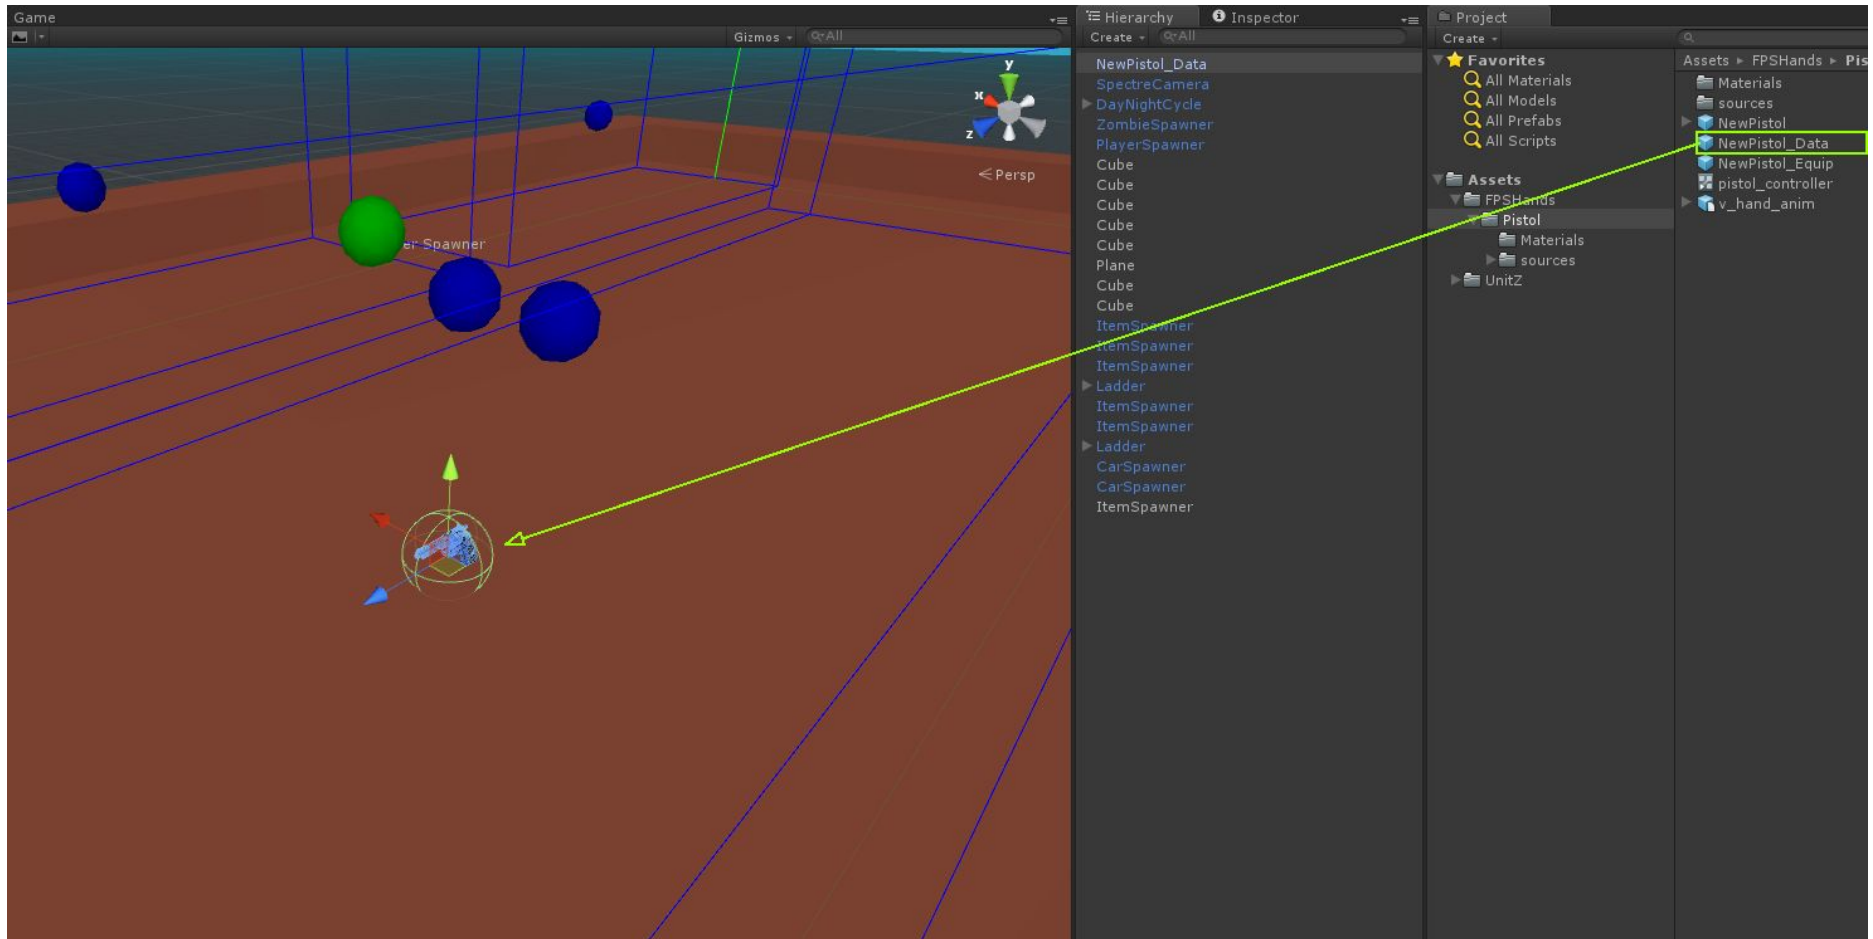 Game
Gizmos
All
y
x
z
Persp
er Spawner
Hierarchy
Inspector
Create
All
NewPistol_Data
SpectreCamera
DayNightCycle
ZombieSpawner
PlayerSpawner
Cube
Cube
Cube
Cube
Cube
Plane
Cube
Cube
ItemSpawner
ItemSpawner
ItemSpawner
Ladder
ItemSpawner
ItemSpawner
Ladder
CarSpawner
CarSpawner
ItemSpawner
Project
Create
Favorites
All Materials
All Models
All Prefabs
All Scripts
Assets
FPSHands
Pistol
Materials
sources
UnitZ
Assets ▸ FPSHands ▸ Pis
Materials
sources
NewPistol
NewPistol_Data
NewPistol_Equip
pistol_controller
v_hand_anim